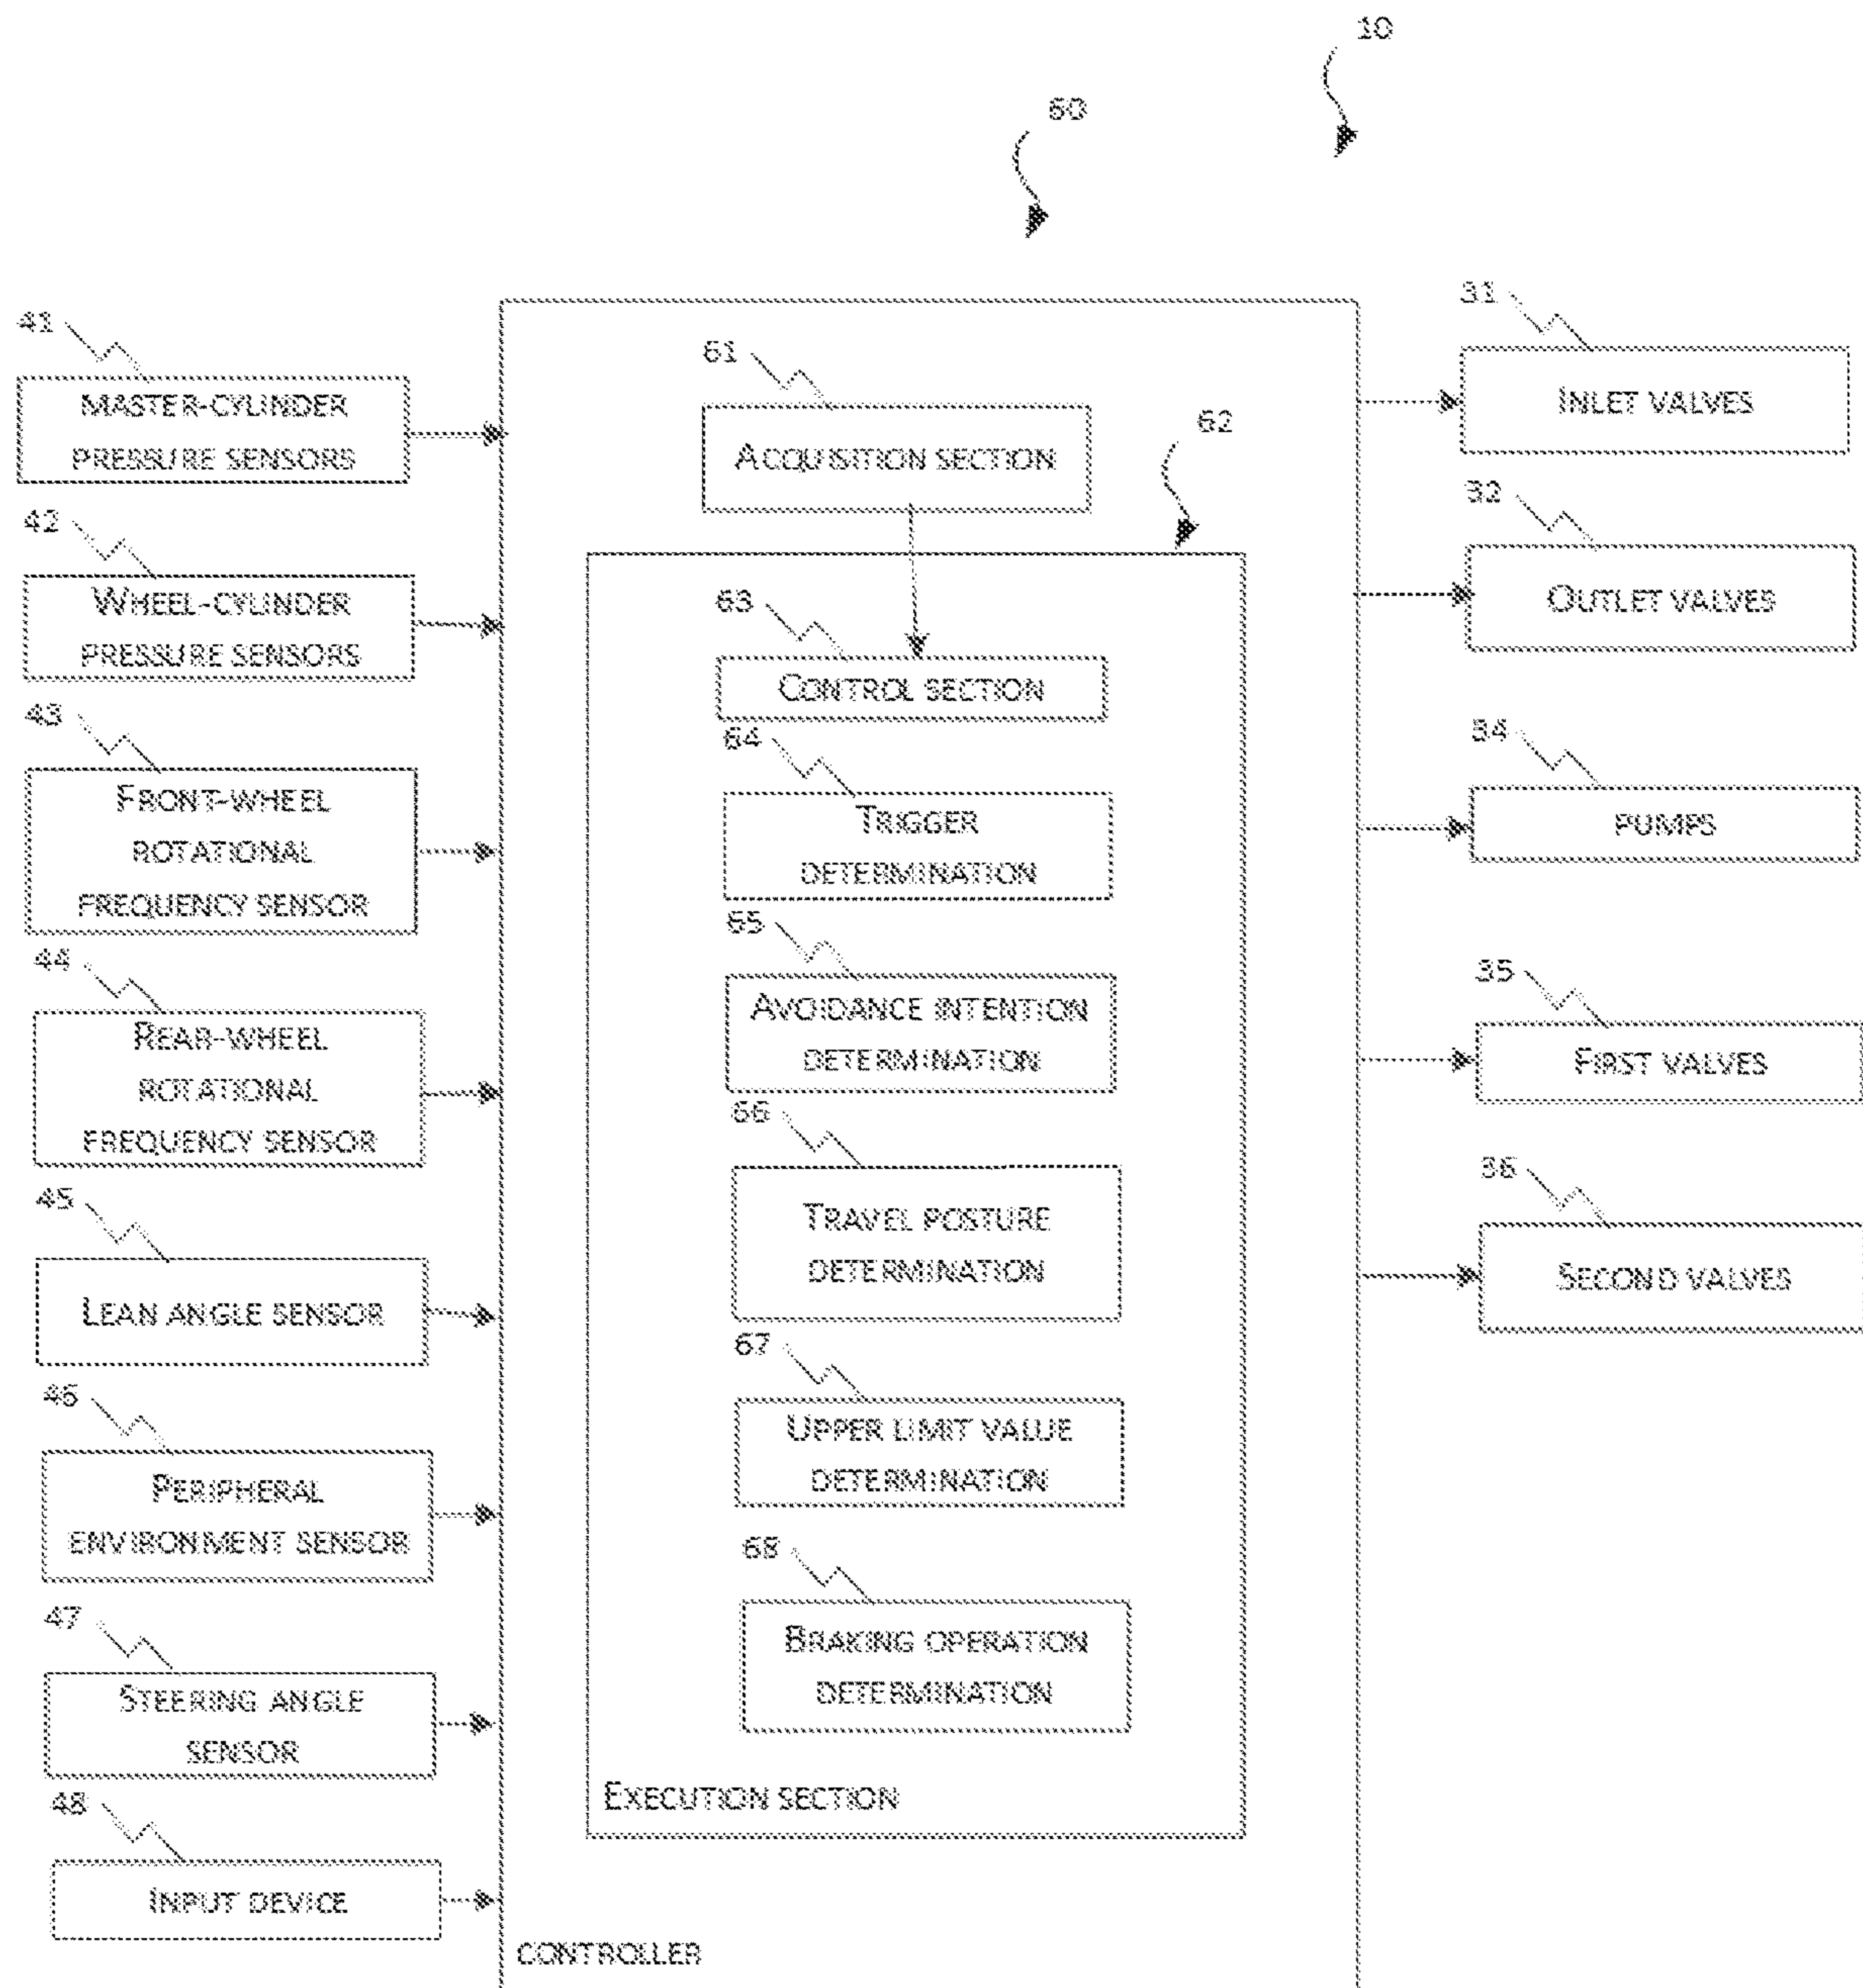 10
60
41
MASTER-CYLINDER
PRESSURE SENSORS
42
WHEEL-CYLINDER
PRESSURE SENSORS
43
FRONT-WHEEL
ROTATIONAL
FREQUENCY SENSOR
44
REAR-WHEEL
ROTATIONAL
FREQUENCY SENSOR
45
LEAN ANGLE SENSOR
46
PERIPHERAL
ENVIRONMENT SENSOR
47
STEERING ANGLE
SENSOR
48
INPUT DEVICE
61
ACQUISITION SECTION
62
63
CONTROL SECTION
64
TRIGGER
DETERMINATION
65
AVOIDANCE INTENTION
DETERMINATION
66
TRAVEL POSTURE
DETERMINATION
67
UPPER LIMIT VALUE
DETERMINATION
68
BRAKING OPERATION
DETERMINATION
EXECUTION SECTION
CONTROLLER
31
INLET VALVES
32
OUTLET VALVES
34
PUMPS
35
FIRST VALVES
36
SECOND VALVES